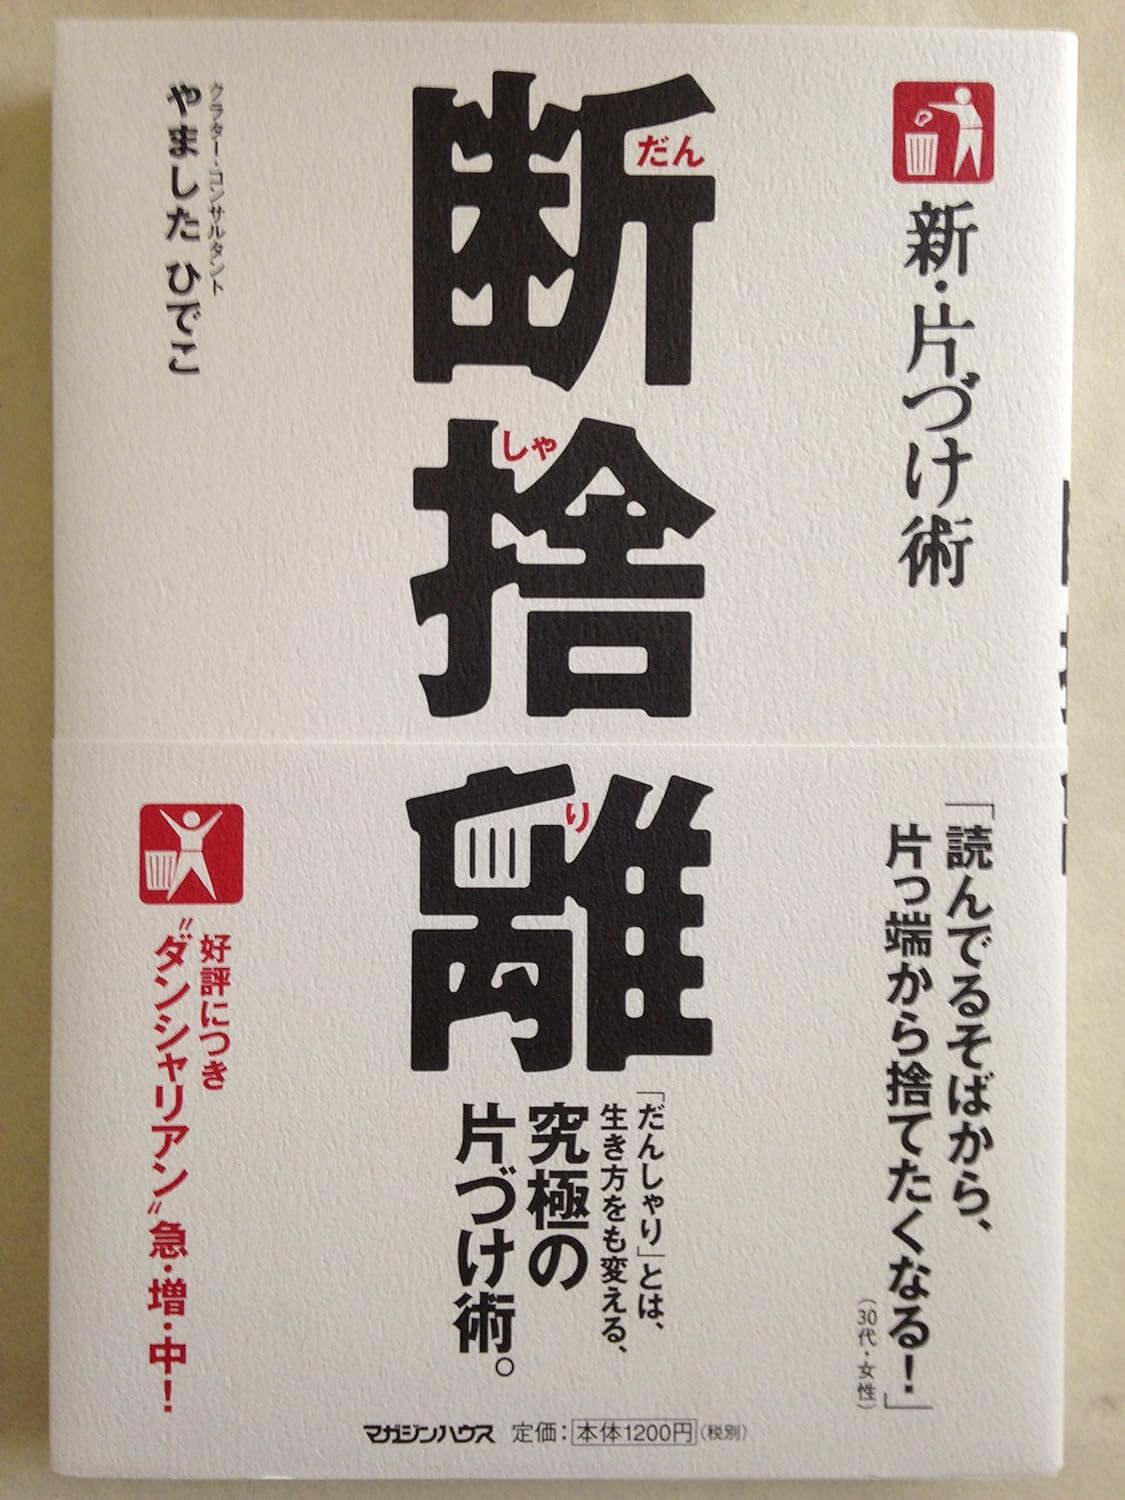 新・片づけ術
断捨離
だん
しゃ
り
クラター・コンサルタント
やました ひでこ
「読んでるそばから、
片っ端から捨てたくなる！」
（30代・女性）
「だんしゃり」とは、
生き方をも変える、
究極の
片づけ術。
好評につき
〝ダンシャリアン〟急・増・中！
マガジンハウス 定価：本体1200円（税別）